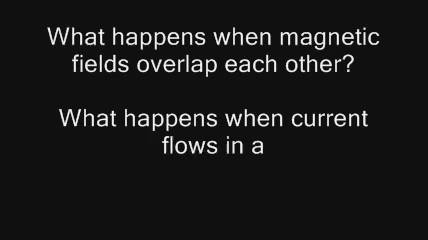 What happens when magnetic
fields overlap each other?
What happens when current
flows in a